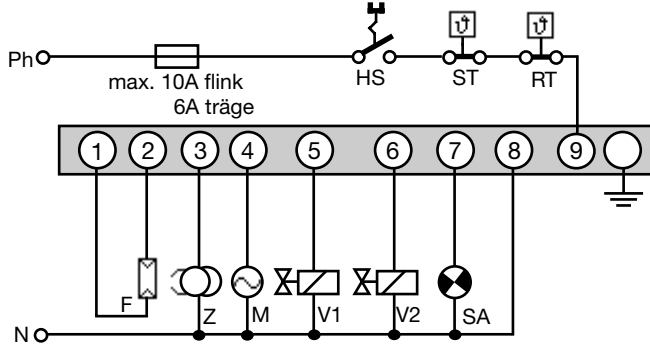 ϑ ϑ
Ph
HS ST RT
max. 10A flink
6A träge
1 2 3 4 5 6 7 8 9
F Z M V1 V2 SA
N